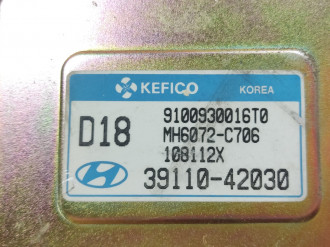 KEFICO KOREA
D18
9100930016T0
MH6072-C706
108112X
39110-42030